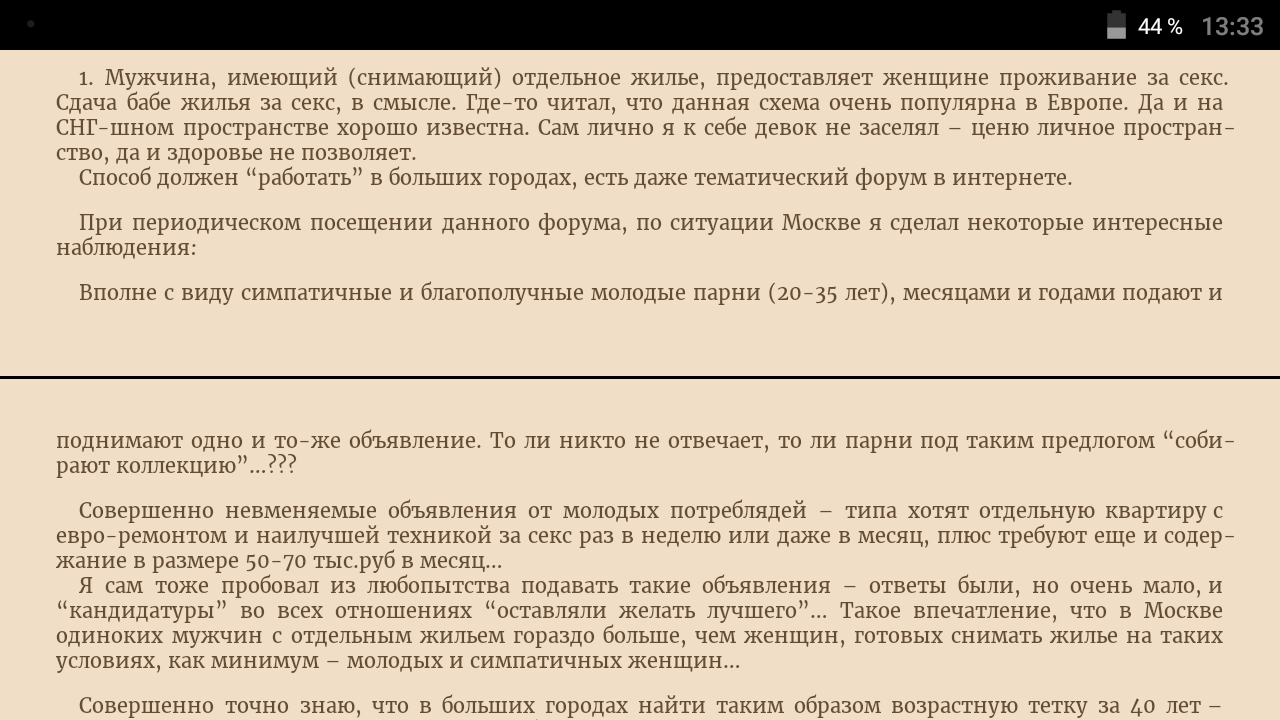 44 % 13:33
1. Мужчина, имеющий (снимающий) отдельное жилье, предоставляет женщине проживание за секс.
Сдача бабе жилья за секс, в смысле. Где-то читал, что данная схема очень популярна в Европе. Да и на
СНГ-шном пространстве хорошо известна. Сам лично я к себе девок не заселял – ценю личное простран-
ство, да и здоровье не позволяет.
Способ должен “работать” в больших городах, есть даже тематический форум в интернете.
При периодическом посещении данного форума, по ситуации Москве я сделал некоторые интересные
наблюдения:
Вполне с виду симпатичные и благополучные молодые парни (20-35 лет), месяцами и годами подают и
поднимают одно и то-же объявление. То ли никто не отвечает, то ли парни под таким предлогом “соби-
рают коллекцию”...???
Совершенно невменяемые объявления от молодых потреблядей – типа хотят отдельную квартиру с
евро-ремонтом и наилучшей техникой за секс раз в неделю или даже в месяц, плюс требуют еще и содер-
жание в размере 50-70 тыс.руб в месяц...
Я сам тоже пробовал из любопытства подавать такие объявления – ответы были, но очень мало, и
“кандидатуры” во всех отношениях “оставляли желать лучшего”... Такое впечатление, что в Москве
одиноких мужчин с отдельным жильем гораздо больше, чем женщин, готовых снимать жилье на таких
условиях, как минимум – молодых и симпатичных женщин...
Совершенно точно знаю, что в больших городах найти таким образом возрастную тетку за 40 лет –